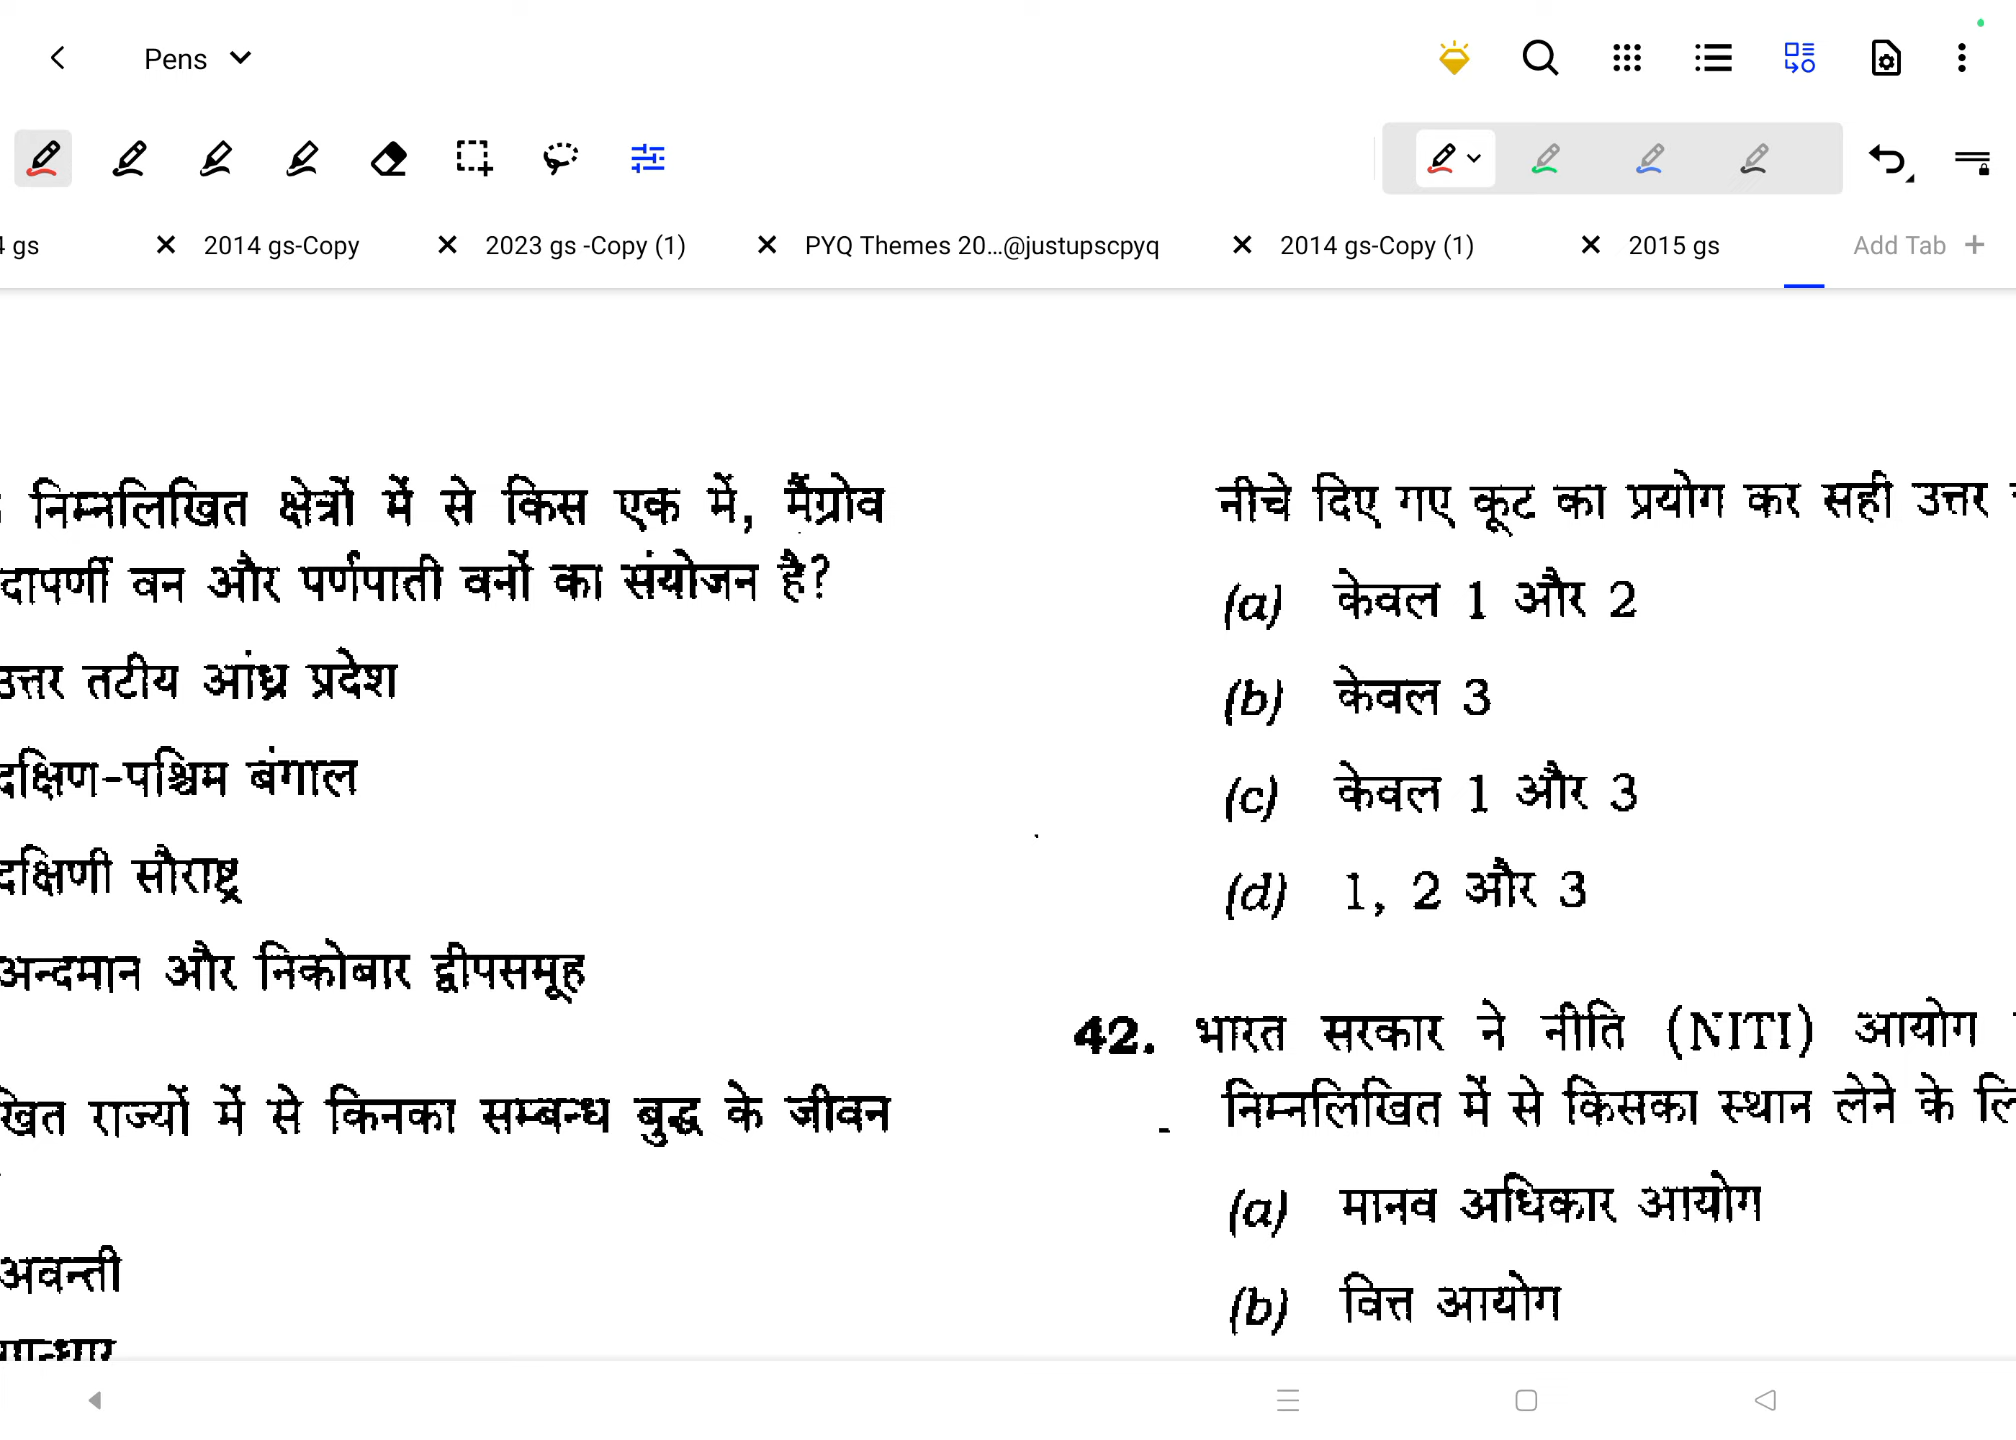 Pens
4 gs
2014 gs-Copy
2023 gs -Copy (1)
PYQ Themes 20...@justupscpyq
2014 gs-Copy (1)
2015 gs
Add Tab +
निम्नलिखित क्षेत्रों में से किस एक में, मैंग्रोव
दापर्णी वन और पर्णपाती वनों का संयोजन है?
उत्तर तटीय आंध्र प्रदेश
दक्षिण-पश्चिम बंगाल
दक्षिणी सौराष्ट्र
अन्दमान और निकोबार द्वीपसमूह
खित राज्यों में से किनका सम्बन्ध बुद्ध के जीवन
अवन्ती
गान्धार
नीचे दिए गए कूट का प्रयोग कर सही उत्तर
(a) केवल 1 और 2
(b) केवल 3
(c) केवल 1 और 3
(d) 1, 2 और 3
42. भारत सरकार ने नीति (NITI) आयोग
निम्नलिखित में से किसका स्थान लेने के लि
(a) मानव अधिकार आयोग
(b) वित्त आयोग